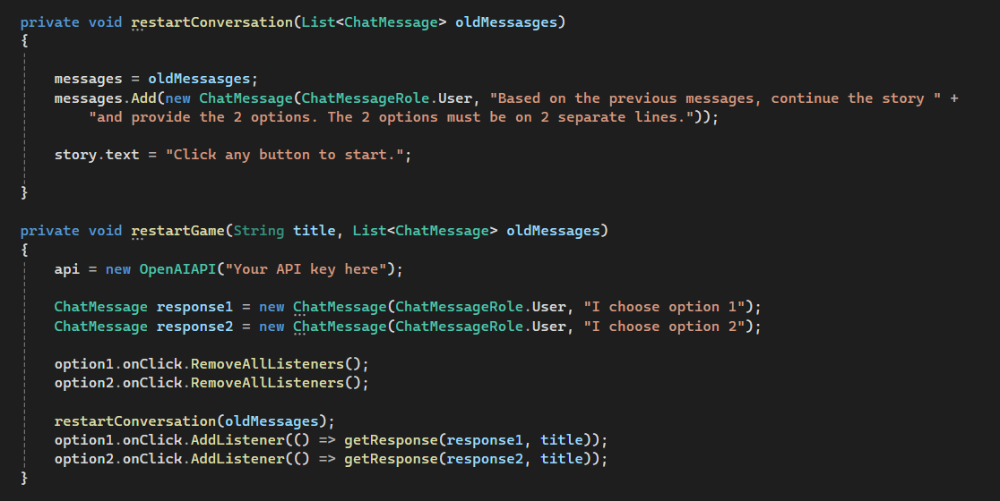 private void restartConversation(List<ChatMessage> oldMessasges)
{
messages = oldMessasges;
messages.Add(new ChatMessage(ChatMessageRole.User, "Based on the previous messages, continue the story " +
"and provide the 2 options. The 2 options must be on 2 separate lines."));
story.text = "Click any button to start.";
}
private void restartGame(String title, List<ChatMessage> oldMessages)
{
api = new OpenAIAPI("Your API key here");
ChatMessage response1 = new ChatMessage(ChatMessageRole.User, "I choose option 1");
ChatMessage response2 = new ChatMessage(ChatMessageRole.User, "I choose option 2");
option1.onClick.RemoveAllListeners();
option2.onClick.RemoveAllListeners();
restartConversation(oldMessages);
option1.onClick.AddListener(() => getResponse(response1, title));
option2.onClick.AddListener(() => getResponse(response2, title));
}